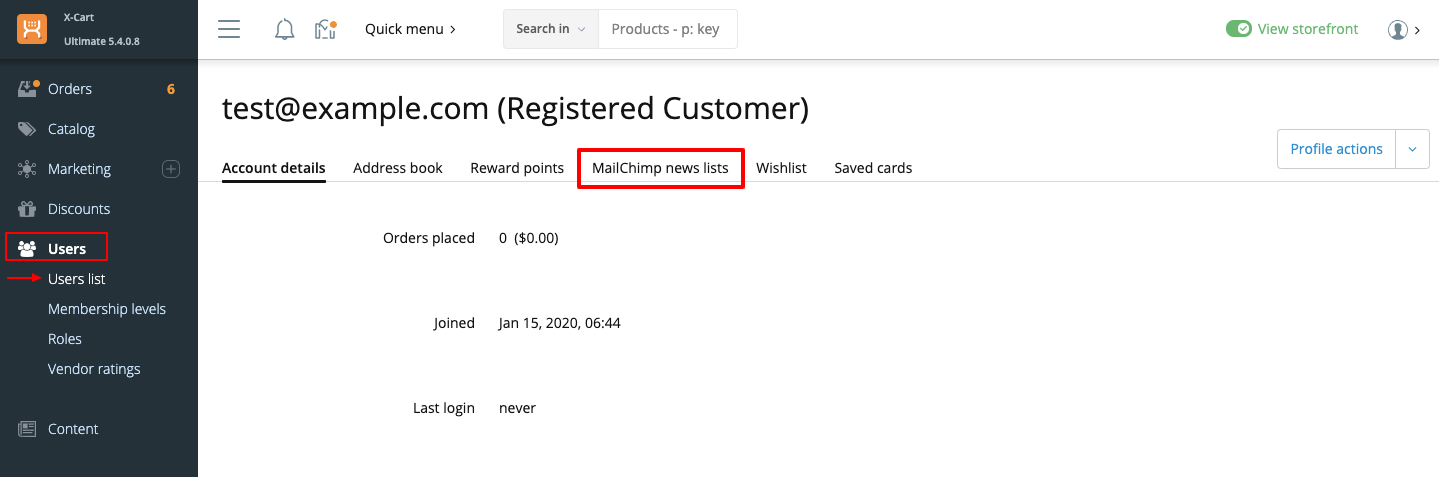 X-Cart
Ultimate 5.4.0.8
Quick menu
Search in
Products - p: key
View storefront
Orders 6
Catalog
Marketing
Discounts
Users
Users list
Membership levels
Roles
Vendor ratings
Content
test@example.com (Registered Customer)
Profile actions
Account details Address book Reward points MailChimp news lists Wishlist Saved cards
Orders placed 0 ($0.00)
Joined Jan 15, 2020, 06:44
Last login never